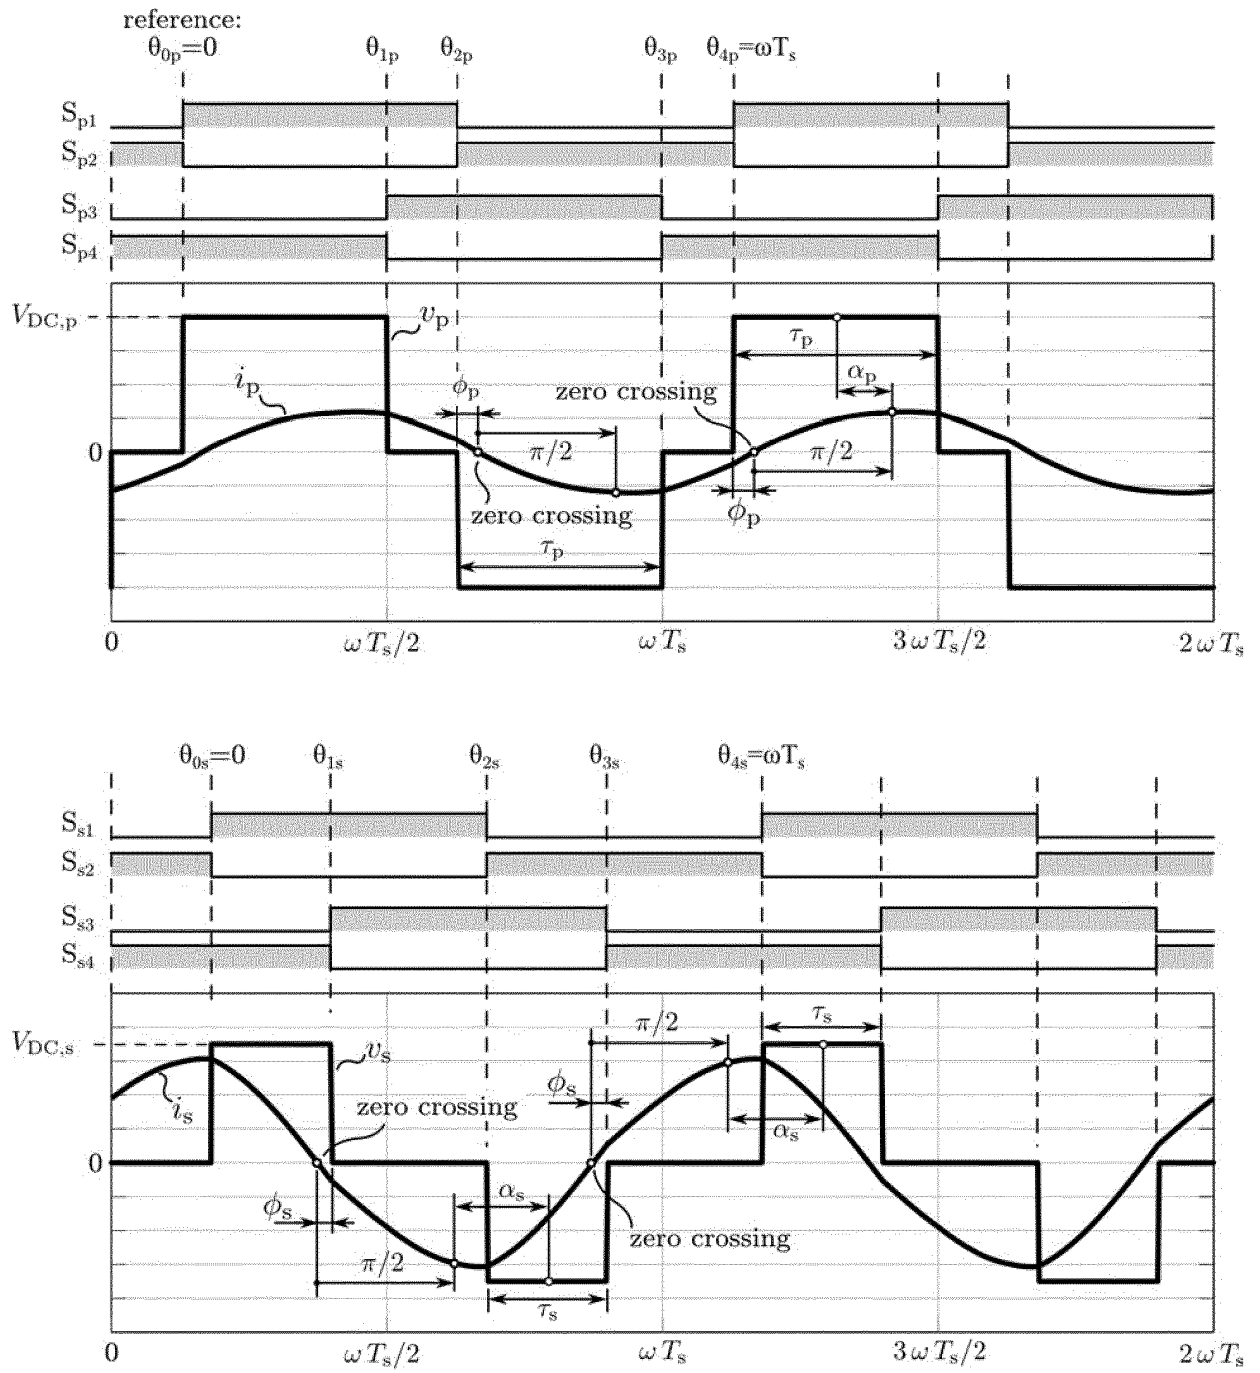 reference:
θ0p=0 θ1p θ2p θ3p θ4p=ωTs
Sp1
Sp2
Sp3
Sp4
VDC,p
vp
τp
αp
ip
ϕp
zero crossing
0
π/2
π/2
zero crossing
ϕp
τp
0 ωTs/2 ωTs 3ωTs/2 2ωTs
θ0s=0 θ1s θ2s θ3s θ4s=ωTs
Ss1
Ss2
Ss3
Ss4
π/2
τs
VDC,s
vs
ϕs
is
zero crossing
αs
0
αs
ϕs
zero crossing
π/2
τs
0 ωTs/2 ωTs 3ωTs/2 2ωTs